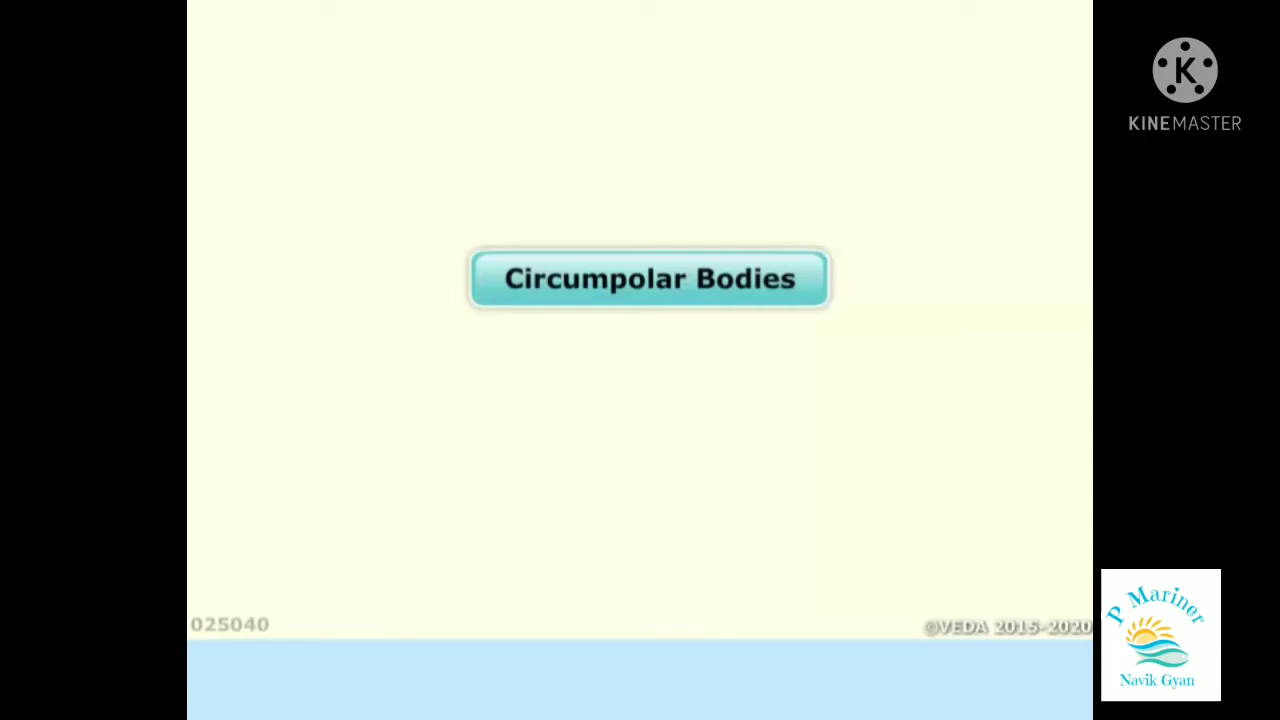 K
KINEMASTER
Circumpolar Bodies
025040
©VEDA 2015-2020
P Mariner
Navik Gyan